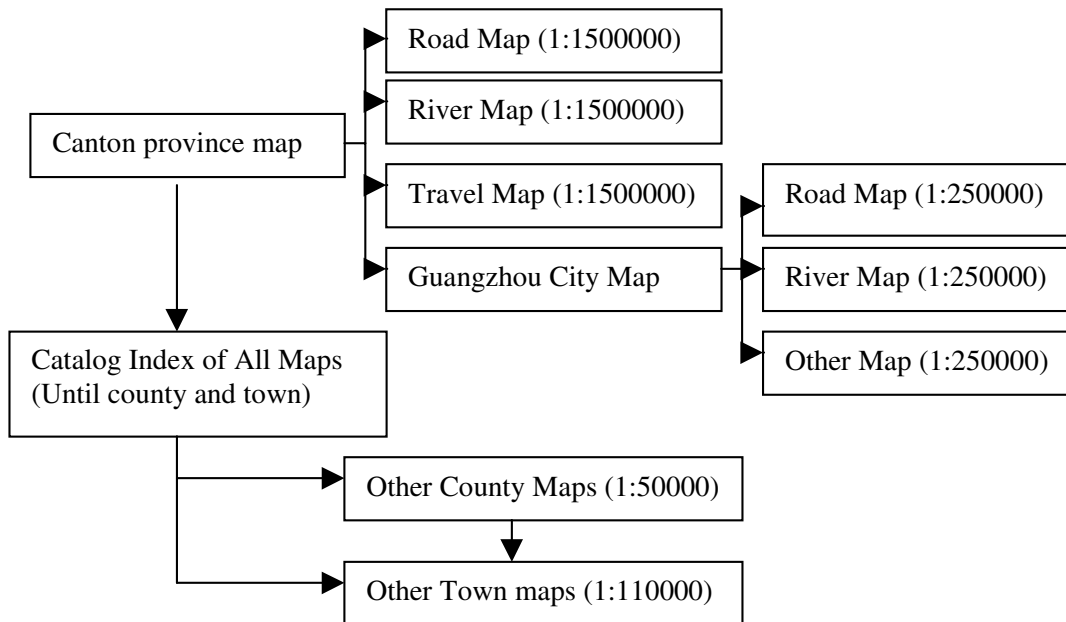 Road Map (1:1500000)
River Map (1:1500000)
Canton province map
Travel Map (1:1500000)
Road Map (1:250000)
Guangzhou City Map
River Map (1:250000)
Catalog Index of All Maps
(Until county and town)
Other Map (1:250000)
Other County Maps (1:50000)
Other Town maps (1:110000)